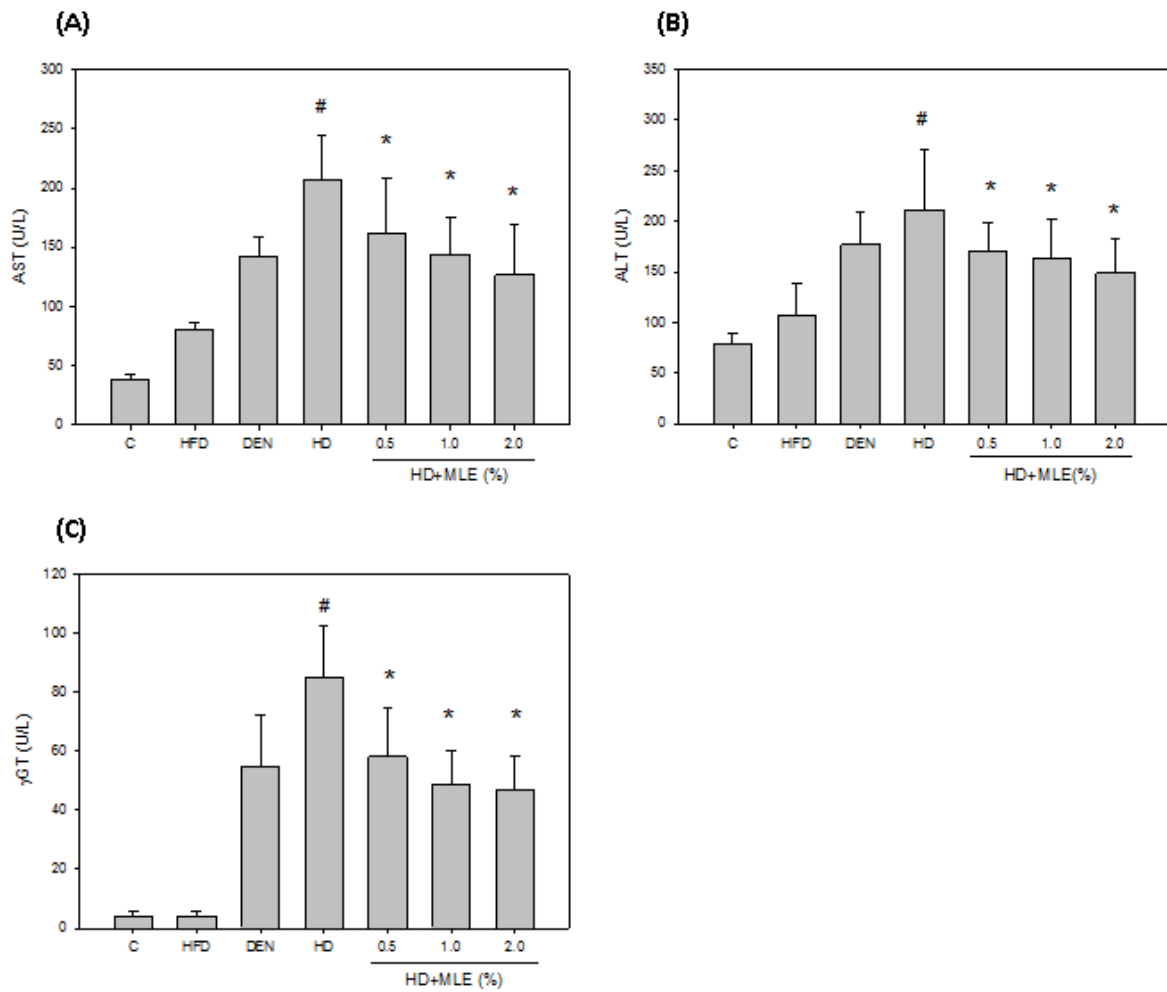 (A)
300
250
200
150
100
50
0
AST (U/L)
#
*
*
*
C HFD DEN HD 0.5 1.0 2.0
HD+MLE (%)
(B)
350
300
250
200
150
100
50
0
ALT (U/L)
#
*
*
*
C HFD DEN HD 0.5 1.0 2.0
HD+MLE(%)
(C)
120
100
80
60
40
20
0
γGT (U/L)
#
*
*
*
C HFD DEN HD 0.5 1.0 2.0
HD+MLE (%)